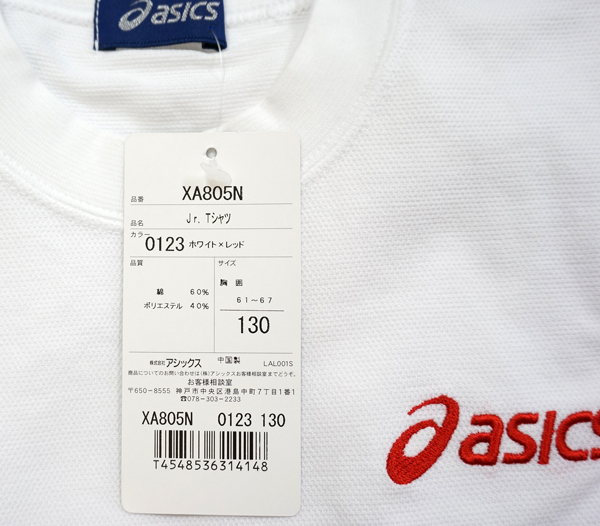 asics
品番 XA805N
品名 Jr. Tシャツ
カラー 0123 ホワイト×レッド
品質 サイズ
綿 60%
ポリエステル 40%
胸囲
61~67
130
株式会社アシックス 中国製 LAL001S
商品についてのお問い合わせは(株)アシックスお客様相談室までどうぞ。
お客様相談室
〒650-8555 神戸市中央区港島中町7丁目1番1
☎078-303-2233
XA805N 0123 130
T4548536314148
asics